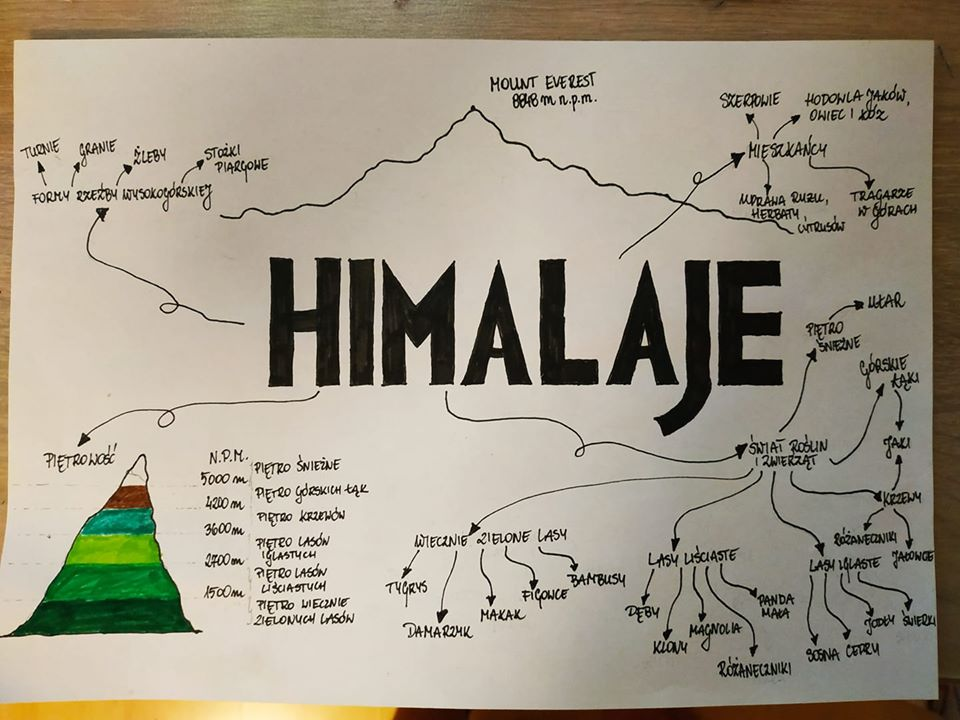 MOUNT EVEREST
8848 m n.p.m.
TURNIE
GRANIE
ŻLEBY
STOŻKI
PIARGOWE
FORMY RZEŹBY WYSOKOGÓRSKIEJ
SZERPOWIE
HODOWLA JAKÓW,
OWIEC I KÓZ
MIESZKAŃCY
UPRAWA RYŻU,
HERBATY,
CYTRUSÓW
TRAGARZE
W GÓRACH
HIMALAJE
PIĘTROWOŚĆ
N.P.M.
5000 m
4200 m
3600 m
2700 m
1500 m
PIĘTRO ŚNIEŻNE
PIĘTRO GÓRSKICH ŁĄK
PIĘTRO KRZEWÓW
PIĘTRO LASÓW
IGLASTYCH
PIĘTRO LASÓW
LIŚCIASTYCH
PIĘTRO WIECZNIE
ZIELONYCH LASÓW
ŚWIAT ROŚLIN
I ZWIERZĄT
PIĘTRO
ŚNIEŻNE
UŁAR
GÓRSKIE
ŁĄKI
JAKI
KRZEWY
RÓŻANECZNIKI
JAŁOWCE
WIECZNIE ZIELONE LASY
TYGRYS
DAMARZYK
MAKAK
FIGOWCE
BAMBUSY
LASY LIŚCIASTE
DĘBY
KLONY
MAGNOLIA
RÓŻANECZNIKI
PANDA
MAŁA
LASY IGLASTE
SOSNA
CEDRY
JODŁY
ŚWIERKI